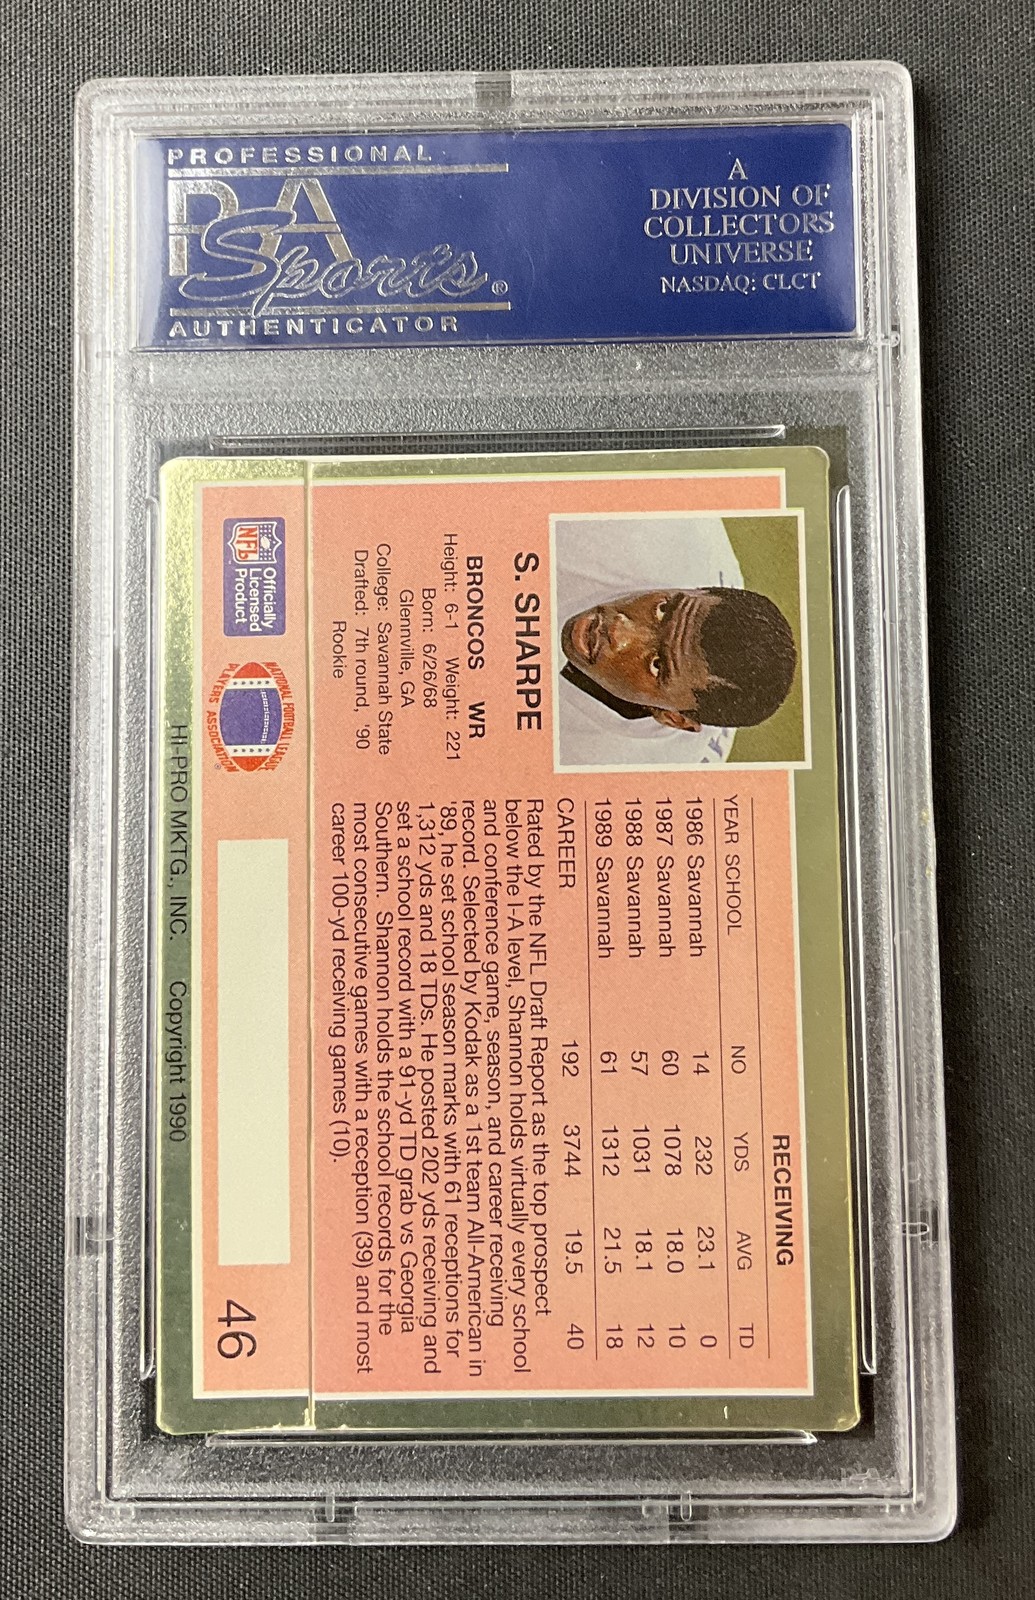 PROFESSIONAL
PSA
Sports®
AUTHENTICATOR
A
DIVISION OF
COLLECTORS
UNIVERSE
NASDAQ: CLCT
S. SHARPE
BRONCOS WR
Height: 6-1 Weight: 221
Born: 6/26/68
Glennville, GA
College: Savannah State
Drafted: 7th round, '90
Rookie
RECEIVING
YEAR SCHOOL NO YDS AVG TD
1986 Savannah 14 232 23.1 0
1987 Savannah 60 1078 18.0 10
1988 Savannah 57 1031 18.1 12
1989 Savannah 61 1312 21.5 18
CAREER 192 3744 19.5 40
Rated by the NFL Draft Report as the top prospect
below the I-A level, Shannon holds virtually every school
and conference game, season, and career receiving
record. Selected by Kodak as a 1st team All-American in
'89, he set school season marks with 61 receptions for
1,312 yds and 18 TDs. He posted 202 yds receiving and
set a school record with a 91-yd TD grab vs Georgia
Southern. Shannon holds the school records for the
most consecutive games with a reception (39) and most
career 100-yd receiving games (10).
NFL
Officially
Licensed
Product
NATIONAL FOOTBALL LEAGUE
PLAYERS ASSOCIATION
46
HI-PRO MKTG., INC. Copyright 1990